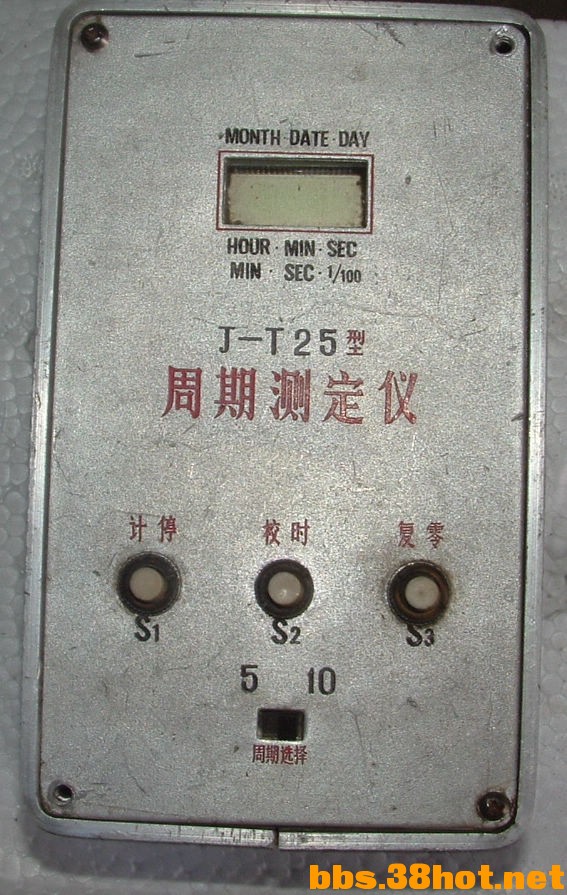 MONTH·DATE·DAY
HOUR·MIN·SEC
MIN·SEC·1/100
J-T25型
周期测定仪
计停 校时 复零
S1 S2 S3
5 10
周期选择
bbs.38hot.net